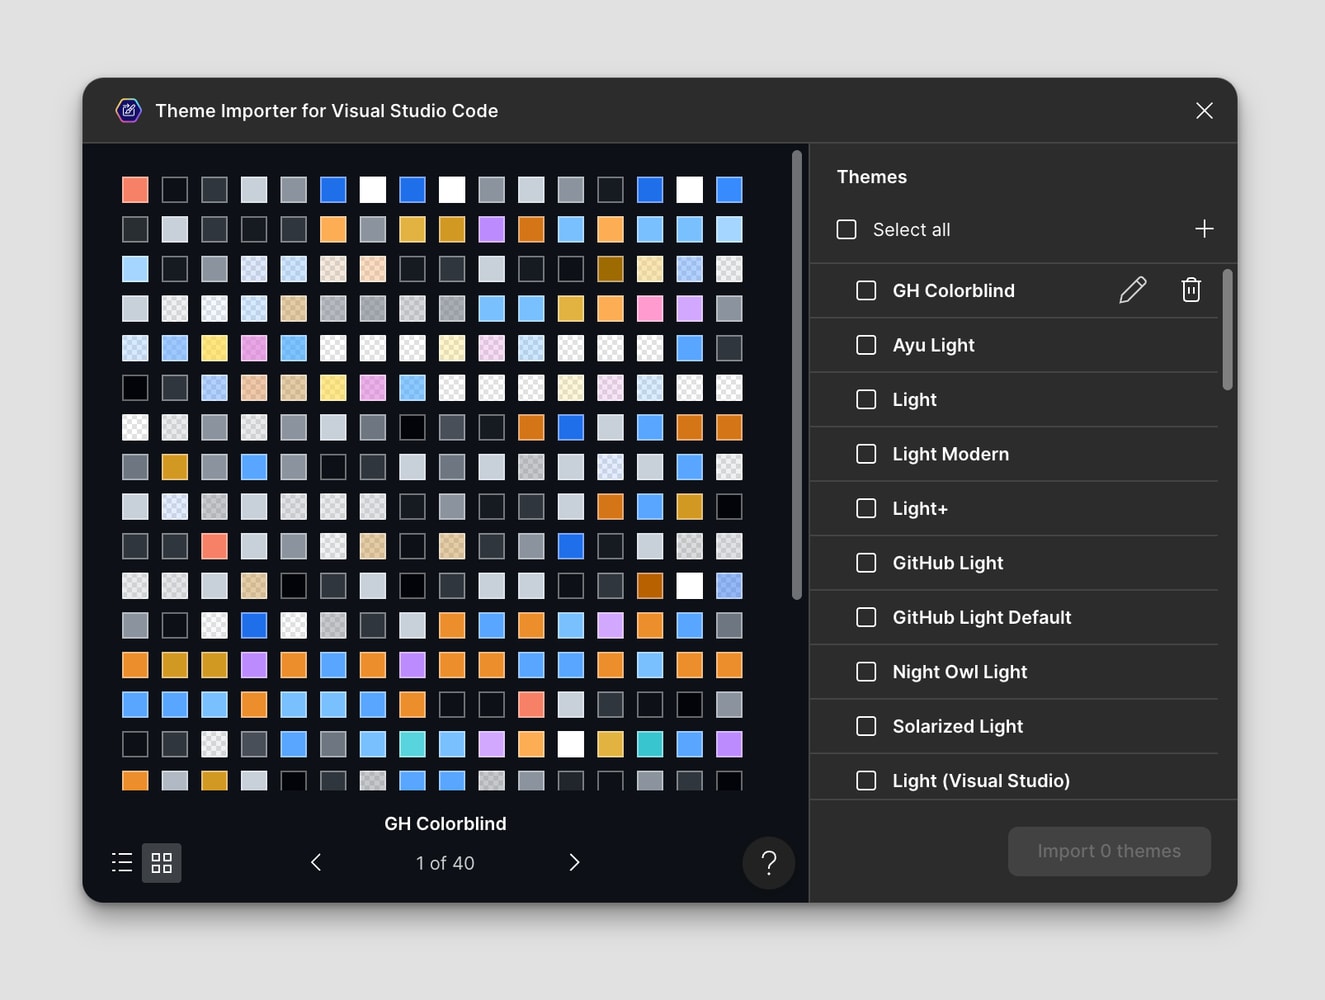 Theme Importer for Visual Studio Code
Themes
Select all
GH Colorblind
Ayu Light
Light
Light Modern
Light+
GitHub Light
GitHub Light Default
Night Owl Light
Solarized Light
Light (Visual Studio)
GH Colorblind
1 of 40
?
Import 0 themes